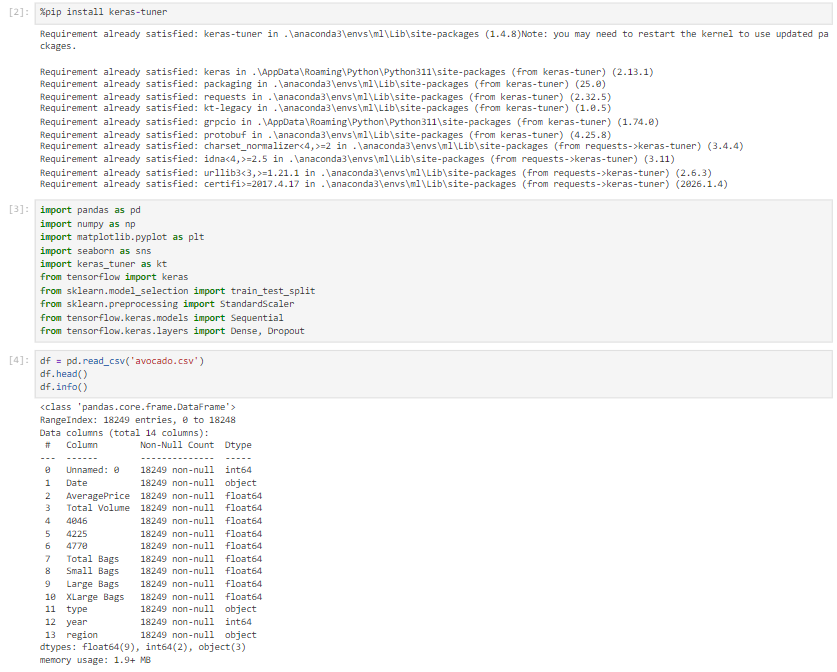 [2]: %pip install keras-tuner
Requirement already satisfied: keras-tuner in .\anaconda3\envs\ml\Lib\site-packages (1.4.8)Note: you may need to restart the kernel to use updated pa
ckages.
Requirement already satisfied: keras in .\AppData\Roaming\Python\Python311\site-packages (from keras-tuner) (2.13.1)
Requirement already satisfied: packaging in .\anaconda3\envs\ml\Lib\site-packages (from keras-tuner) (25.0)
Requirement already satisfied: requests in .\anaconda3\envs\ml\Lib\site-packages (from keras-tuner) (2.32.5)
Requirement already satisfied: kt-legacy in .\anaconda3\envs\ml\Lib\site-packages (from keras-tuner) (1.0.5)
Requirement already satisfied: grpcio in .\AppData\Roaming\Python\Python311\site-packages (from keras-tuner) (1.74.0)
Requirement already satisfied: protobuf in .\anaconda3\envs\ml\Lib\site-packages (from keras-tuner) (4.25.8)
Requirement already satisfied: charset_normalizer<4,>=2 in .\anaconda3\envs\ml\Lib\site-packages (from requests->keras-tuner) (3.4.4)
Requirement already satisfied: idna<4,>=2.5 in .\anaconda3\envs\ml\Lib\site-packages (from requests->keras-tuner) (3.11)
Requirement already satisfied: urllib3<3,>=1.21.1 in .\anaconda3\envs\ml\Lib\site-packages (from requests->keras-tuner) (2.6.3)
Requirement already satisfied: certifi>=2017.4.17 in .\anaconda3\envs\ml\Lib\site-packages (from requests->keras-tuner) (2026.1.4)
[3]: import pandas as pd
import numpy as np
import matplotlib.pyplot as plt
import seaborn as sns
import keras_tuner as kt
from tensorflow import keras
from sklearn.model_selection import train_test_split
from sklearn.preprocessing import StandardScaler
from tensorflow.keras.models import Sequential
from tensorflow.keras.layers import Dense, Dropout
[4]: df = pd.read_csv('avocado.csv')
df.head()
df.info()
<class 'pandas.core.frame.DataFrame'>
RangeIndex: 18249 entries, 0 to 18248
Data columns (total 14 columns):
#   Column        Non-Null Count  Dtype
---  ------        --------------  -----
0   Unnamed: 0    18249 non-null  int64
1   Date          18249 non-null  object
2   AveragePrice  18249 non-null  float64
3   Total Volume  18249 non-null  float64
4   4046          18249 non-null  float64
5   4225          18249 non-null  float64
6   4770          18249 non-null  float64
7   Total Bags    18249 non-null  float64
8   Small Bags    18249 non-null  float64
9   Large Bags    18249 non-null  float64
10  XLarge Bags   18249 non-null  float64
11  type          18249 non-null  object
12  year          18249 non-null  int64
13  region        18249 non-null  object
dtypes: float64(9), int64(2), object(3)
memory usage: 1.9+ MB